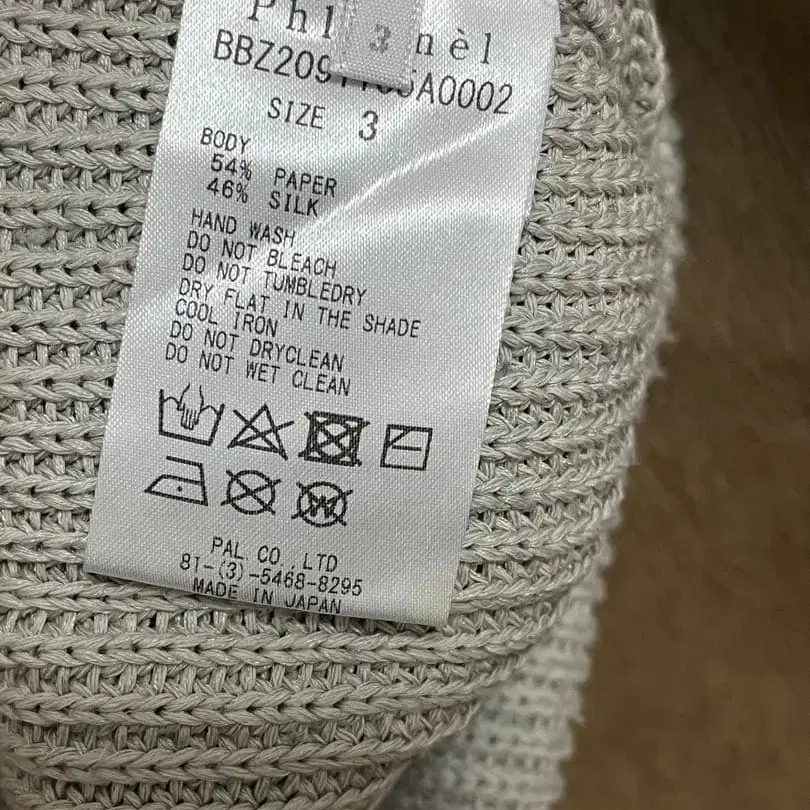 3
SIZE 3
BODY
54% PAPER
46% SILK
HAND WASH
DO NOT BLEACH
DO NOT TUMBLEDRY
DRY FLAT IN THE SHADE
COOL IRON
DO NOT DRYCLEAN
DO NOT WET CLEAN
W
PAL CO.,LTD
81-(3)-5468-8295
MADE IN JAPAN